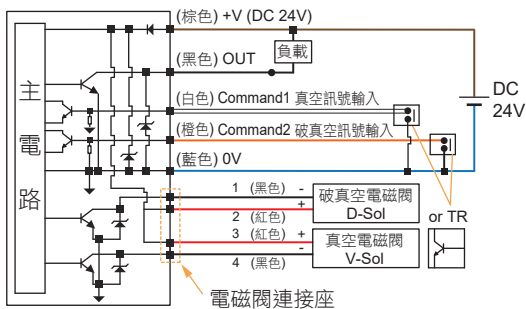 (棕色) +V (DC 24V)
(黑色) OUT
負載
(白色) Command1 真空訊號輸入
(橙色) Command2 破真空訊號輸入
(藍色) 0V
主
電
路
DC
24V
1 (黑色) -
+
2 (紅色)
破真空電磁閥
D-Sol
3 (紅色) +
-
4 (黑色)
真空電磁閥
V-Sol
or TR
電磁閥連接座